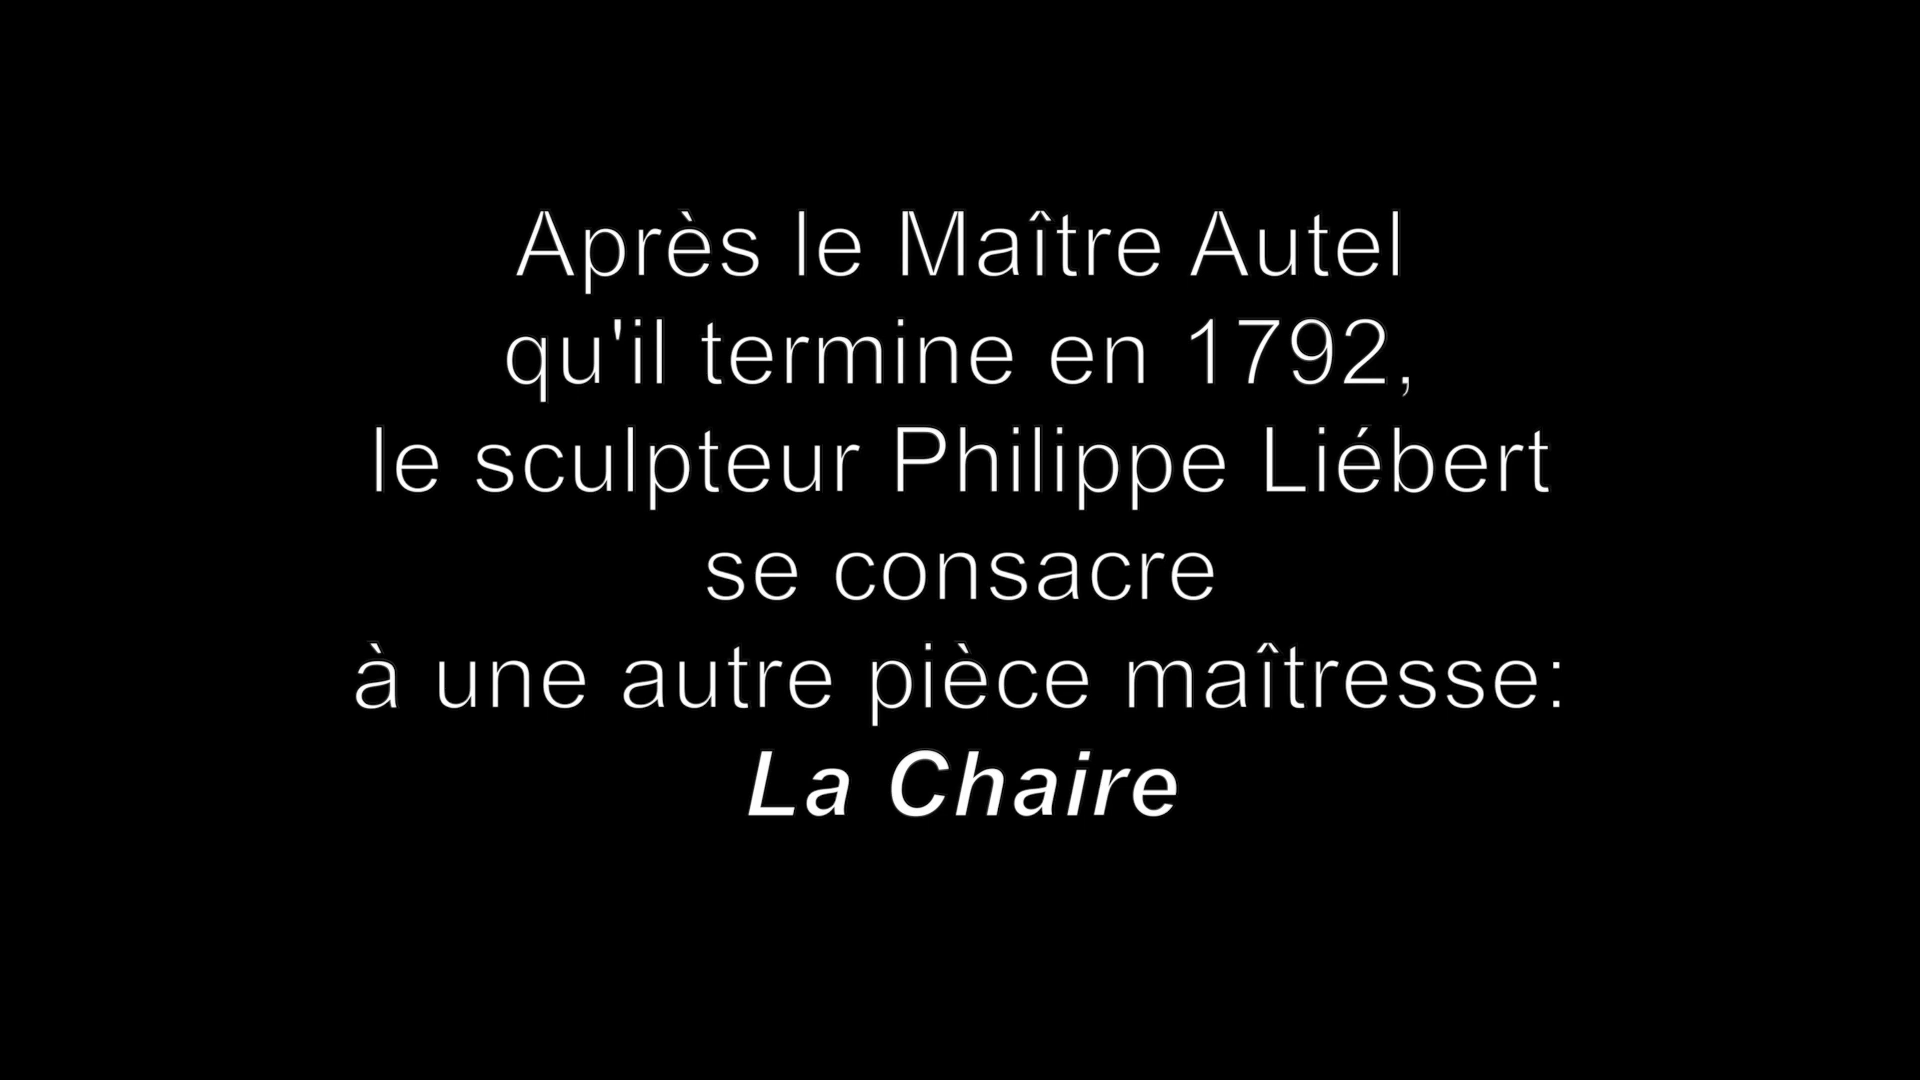 Après le Maître Autel
qu'il termine en 1792,
le sculpteur Philippe Liébert
se consacre
à une autre pièce maîtresse:
La Chaire